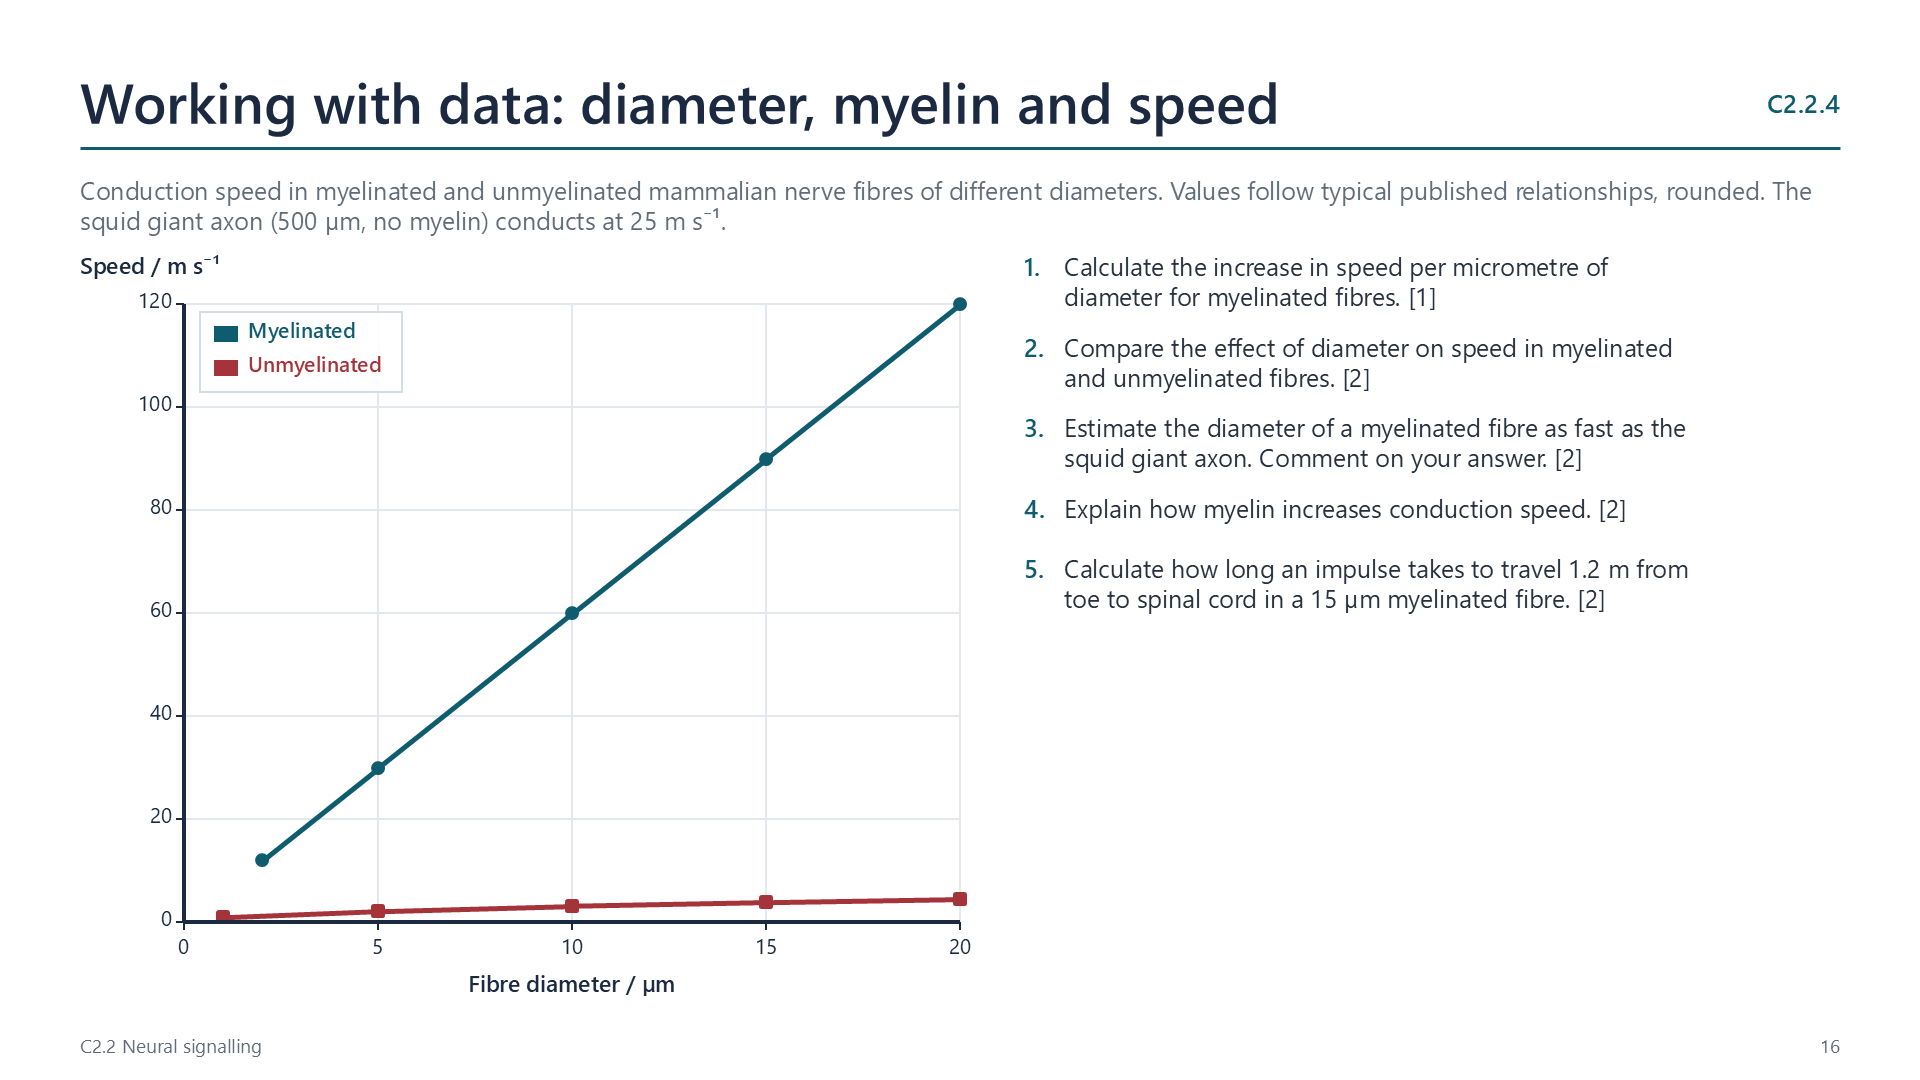 Working with data: diameter, myelin and speed
C2.2.4
Conduction speed in myelinated and unmyelinated mammalian nerve fibres of different diameters. Values follow typical published relationships, rounded. The
squid giant axon (500 µm, no myelin) conducts at 25 m s⁻¹.
Speed / m s⁻¹
120
100
80
60
40
20
0
Myelinated
Unmyelinated
0
5
10
15
20
Fibre diameter / µm
1. Calculate the increase in speed per micrometre of
diameter for myelinated fibres. [1]
2. Compare the effect of diameter on speed in myelinated
and unmyelinated fibres. [2]
3. Estimate the diameter of a myelinated fibre as fast as the
squid giant axon. Comment on your answer. [2]
4. Explain how myelin increases conduction speed. [2]
5. Calculate how long an impulse takes to travel 1.2 m from
toe to spinal cord in a 15 µm myelinated fibre. [2]
C2.2 Neural signalling
16